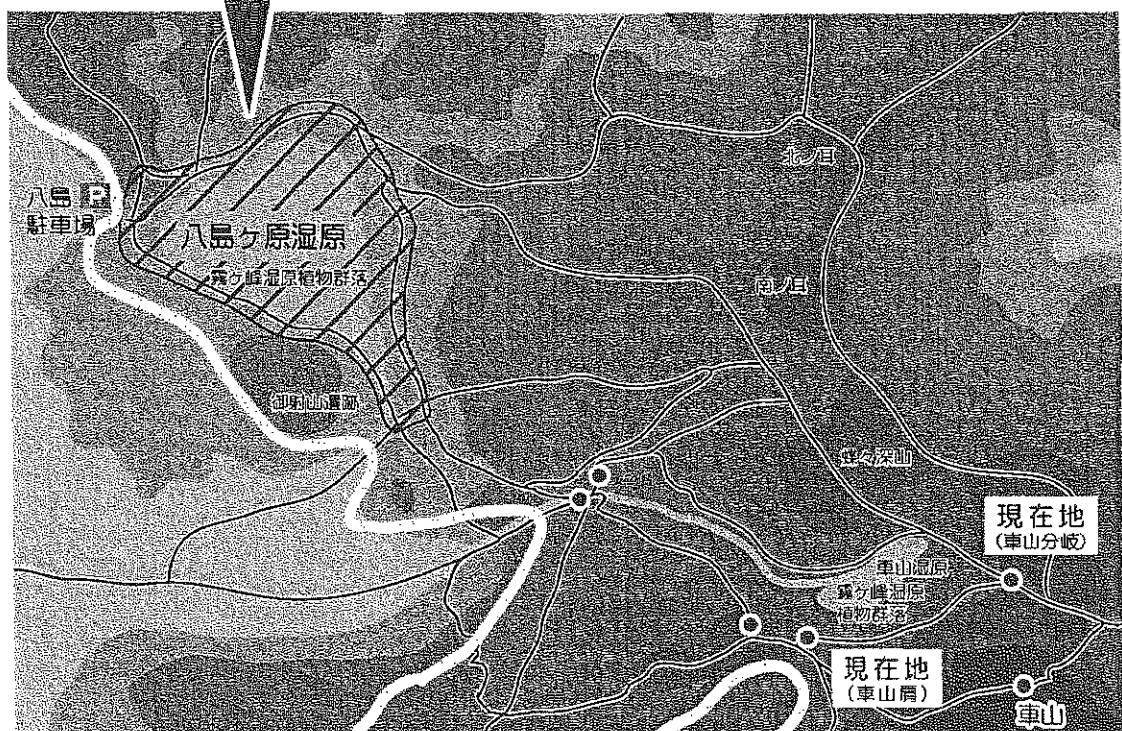 北ノ耳
八島 P
駐車場
八島ヶ原湿原
霧ヶ峰湿原植物群落
南ノ耳
御射山遺跡
蝶々深山
現在地
(車山分岐)
車山湿原
霧ヶ峰湿原
植物群落
現在地
(車山肩)
車山